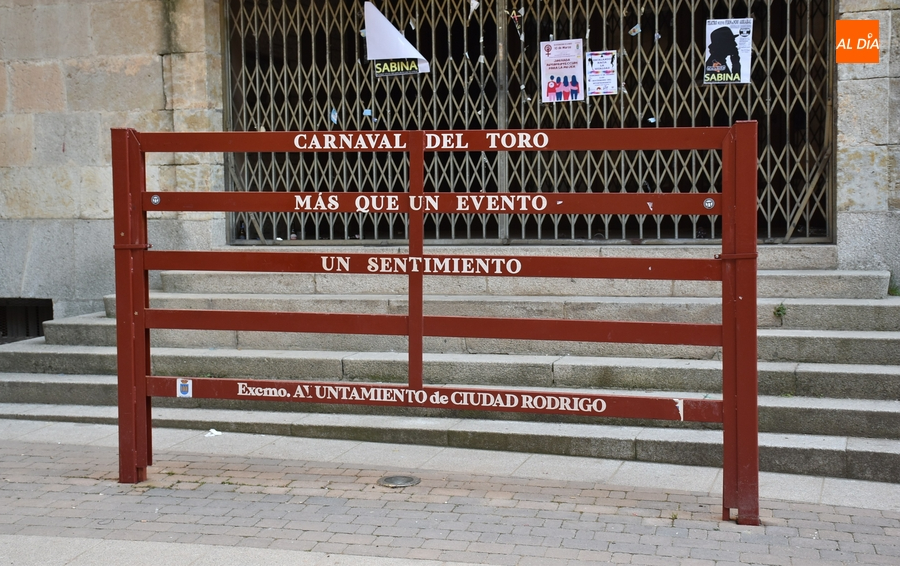 AL DÍA
SABINA
SABINA
CARNAVAL DEL TORO
MÁS QUE UN EVENTO
UN SENTIMIENTO
Excmo. AYUNTAMIENTO de CIUDAD RODRIGO